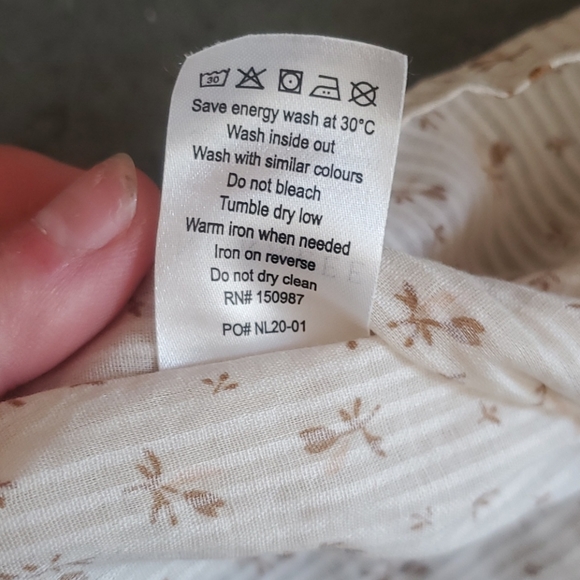 30
Save energy wash at 30°C
Wash inside out
Wash with similar colours
Do not bleach
Tumble dry low
Warm iron when needed
Iron on reverse
Do not dry clean
RN# 150987
PO# NL20-01